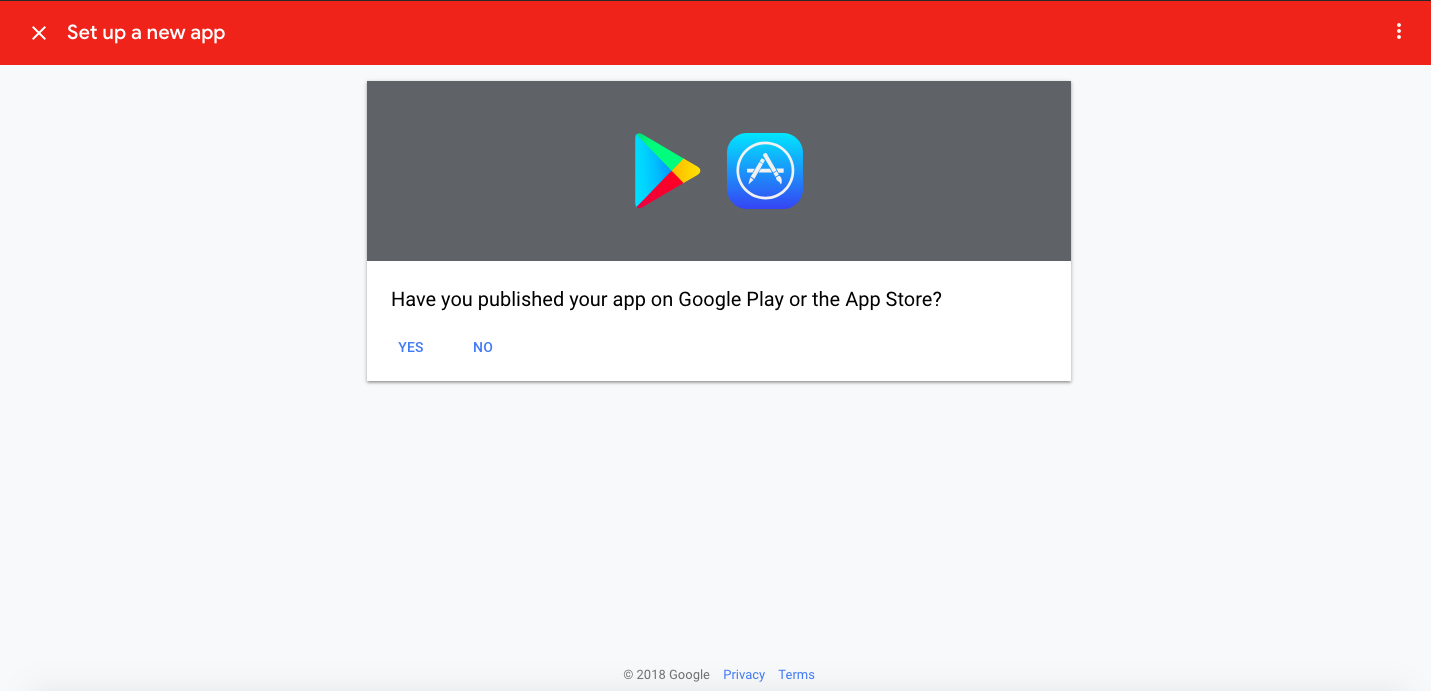 Set up a new app
Have you published your app on Google Play or the App Store?
YES NO
© 2018 Google Privacy Terms